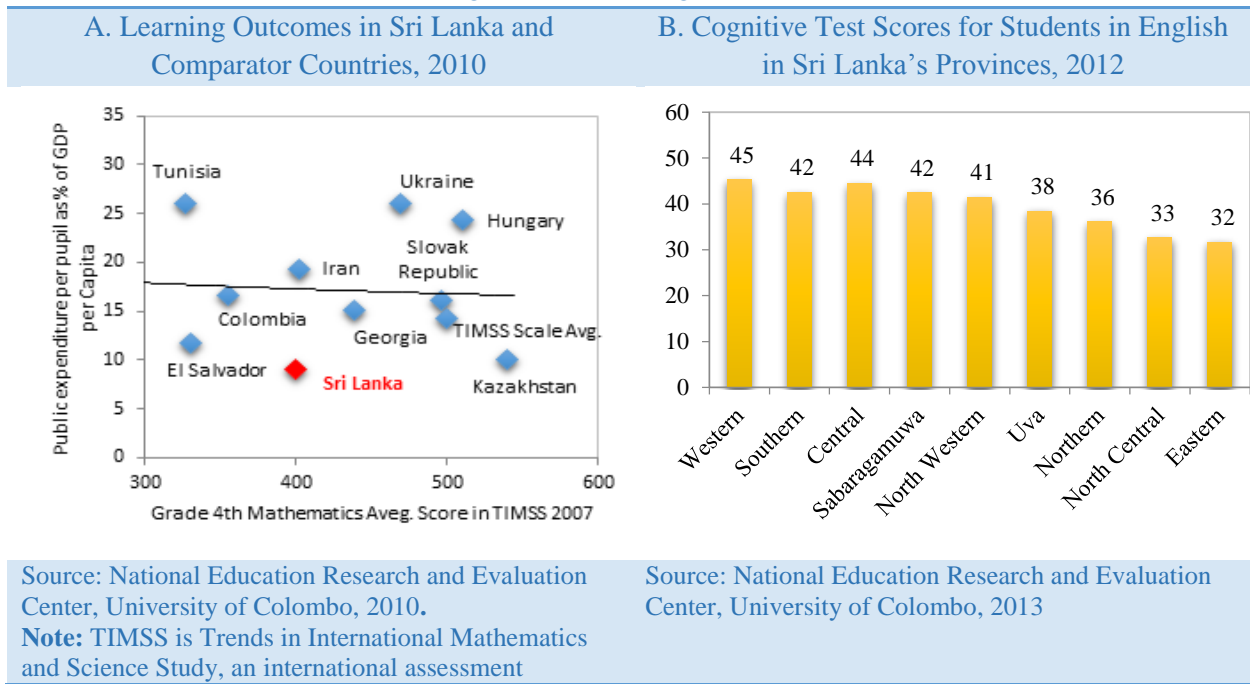 A. Learning Outcomes in Sri Lanka and
Comparator Countries, 2010
Public expenditure per pupil as% of GDP
per Capita
35
30
25
20
15
10
5
0
Tunisia
Ukraine
Hungary
Slovak
Republic
Iran
Colombia
Georgia
TIMSS Scale Avg.
El Salvador
Sri Lanka
Kazakhstan
300 400 500 600
Grade 4th Mathematics Aveg. Score in TIMSS 2007
Source: National Education Research and Evaluation
Center, University of Colombo, 2010.
Note: TIMSS is Trends in International Mathematics
and Science Study, an international assessment
B. Cognitive Test Scores for Students in English
in Sri Lanka’s Provinces, 2012
60
50
40
30
20
10
0
45 42 44 42 41 38 36 33 32
Western
Southern
Central
Sabaragamuwa
North Western
Uva
Northern
North Central
Eastern
Source: National Education Research and Evaluation
Center, University of Colombo, 2013